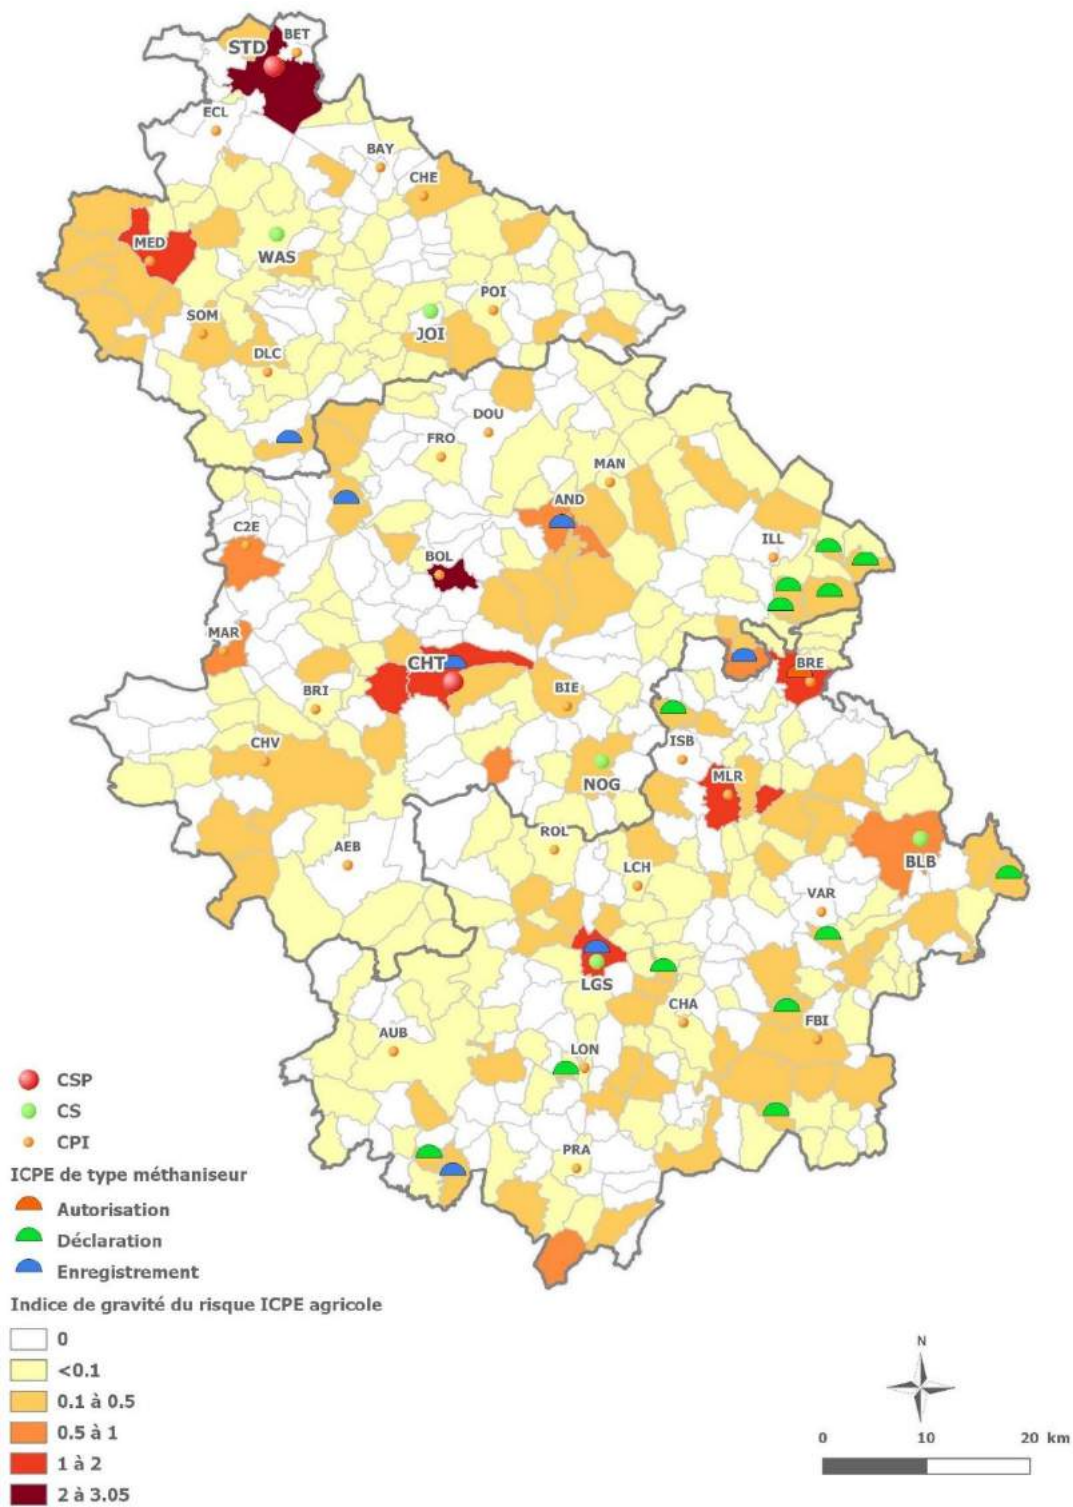 STD
BET
ECL
BAY
CHE
MED
WAS
SOM
POI
JOI
DLC
DOU
FRO
MAN
AND
C2E
BOL
ILL
MAR
CHT
BRE
BRI
BIE
CHV
ISB
NOG
MLR
AEB
ROL
LCH
BLB
VAR
LGS
CHA
AUB
FBI
LON
PRA
CSP
CS
CPI
ICPE de type méthaniseur
Autorisation
Déclaration
Enregistrement
Indice de gravité du risque ICPE agricole
0
<0.1
0.1 à 0.5
0.5 à 1
1 à 2
2 à 3.05
N
0 10 20 km